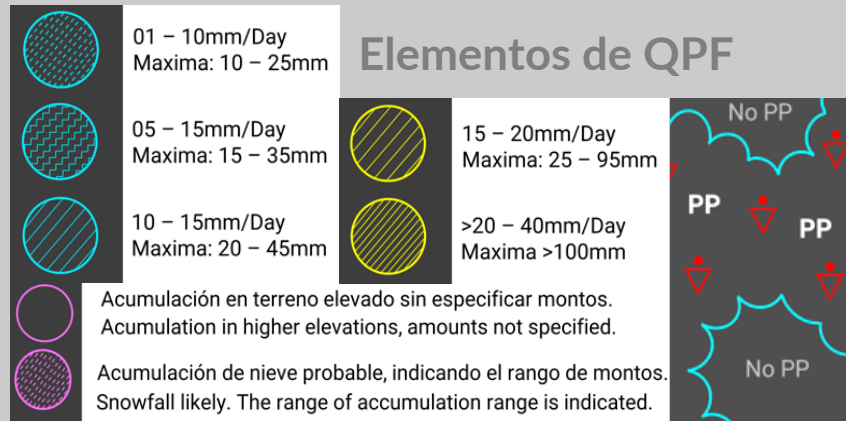 Elementos de QPF
01 – 10mm/Day
Maxima: 10 – 25mm
05 – 15mm/Day
Maxima: 15 – 35mm
10 – 15mm/Day
Maxima: 20 – 45mm
15 – 20mm/Day
Maxima: 25 – 95mm
>20 – 40mm/Day
Maxima >100mm
No PP
PP
PP
No PP
Acumulación en terreno elevado sin especificar montos.
Acumulation in higher elevations, amounts not specified.
Acumulación de nieve probable, indicando el rango de montos.
Snowfall likely. The range of accumulation range is indicated.